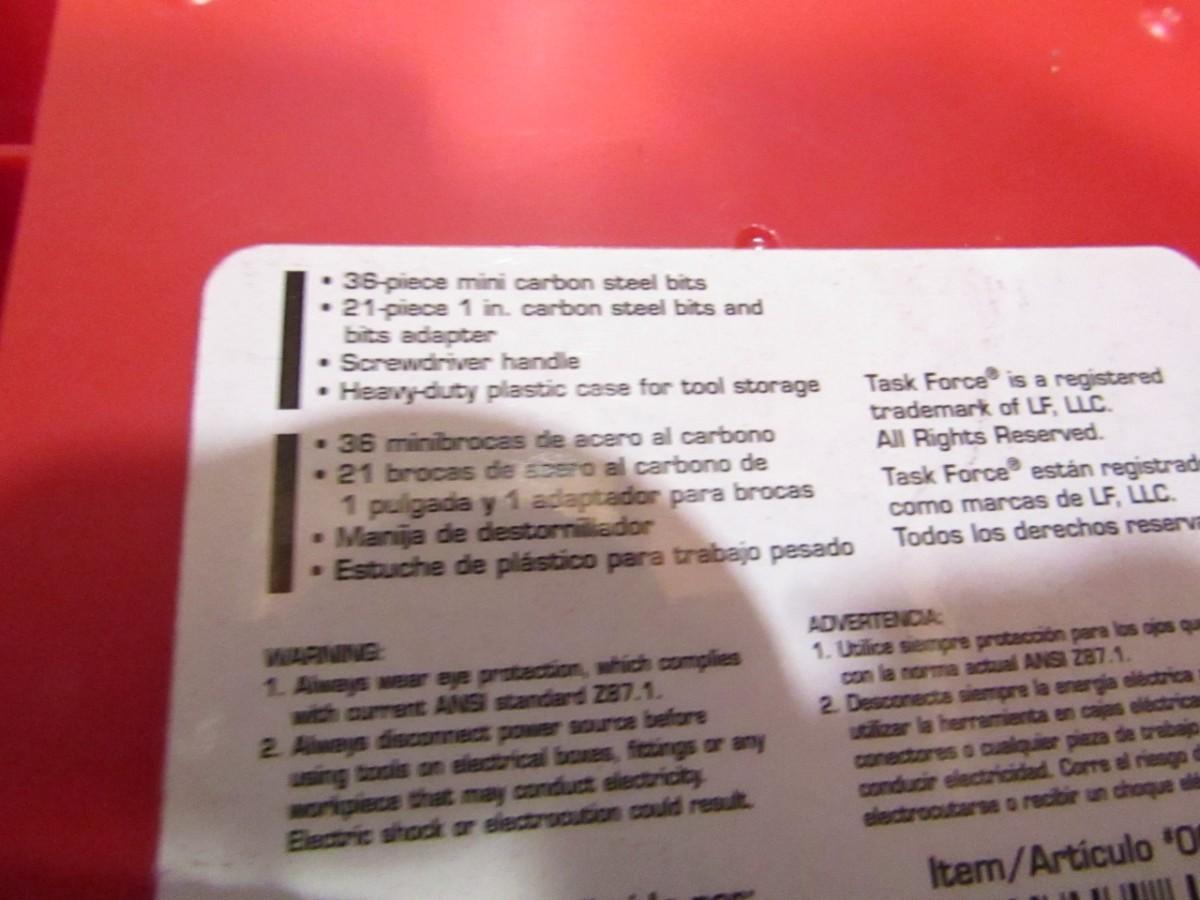 • 36-piece mini carbon steel bits
• 21-piece 1 in. carbon steel bits and
bits adapter
• Screwdriver handle
• Heavy-duty plastic case for tool storage
• 36 minibrocas de acero al carbono
• 21 brocas de acero al carbono de
1 pulgada y 1 adaptador para brocas
• Manija de destornillador
• Estuche de plástico para trabajo pesado
Task Force® is a registered
trademark of LF, LLC.
All Rights Reserved.
Task Force® están
como marcas de LF, LLC.
Todos los derechos
WARNING:
1. Always wear eye protection, which complies
with current ANSI standard Z87.1.
2. Always disconnect power source before
using tools on electrical boxes, fittings or any
workpiece that may conduct electricity.
Electric shock or electrocution could result.
ADVERTENCIA:
1. Utilice siempre protección para los ojos
con la norma actual ANSI Z87.1.
2. Desconecta siempre la energía eléctrica
utilizar la herramienta en cajas
conectores o cualquier pieza de
conducir electricidad. Corre el riesgo
electrocutarse o recibir un choque
Item/Artículo